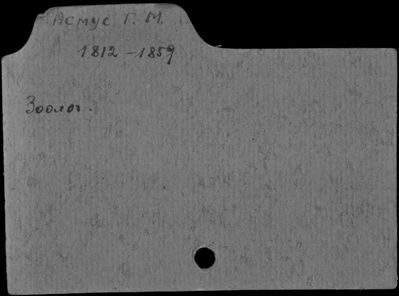 Асмус Г. М.
1812 - 1859
Зоолог.